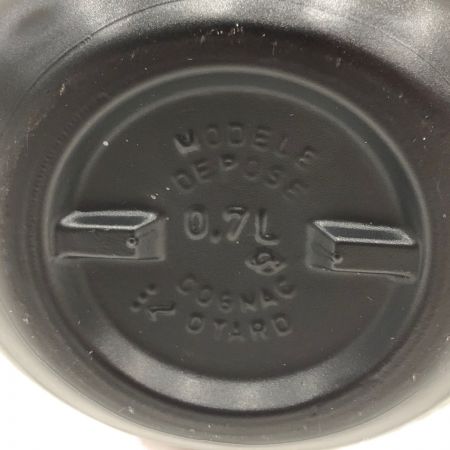 MODELE
DEPOSE
0.7L
COGNAC
OTARD